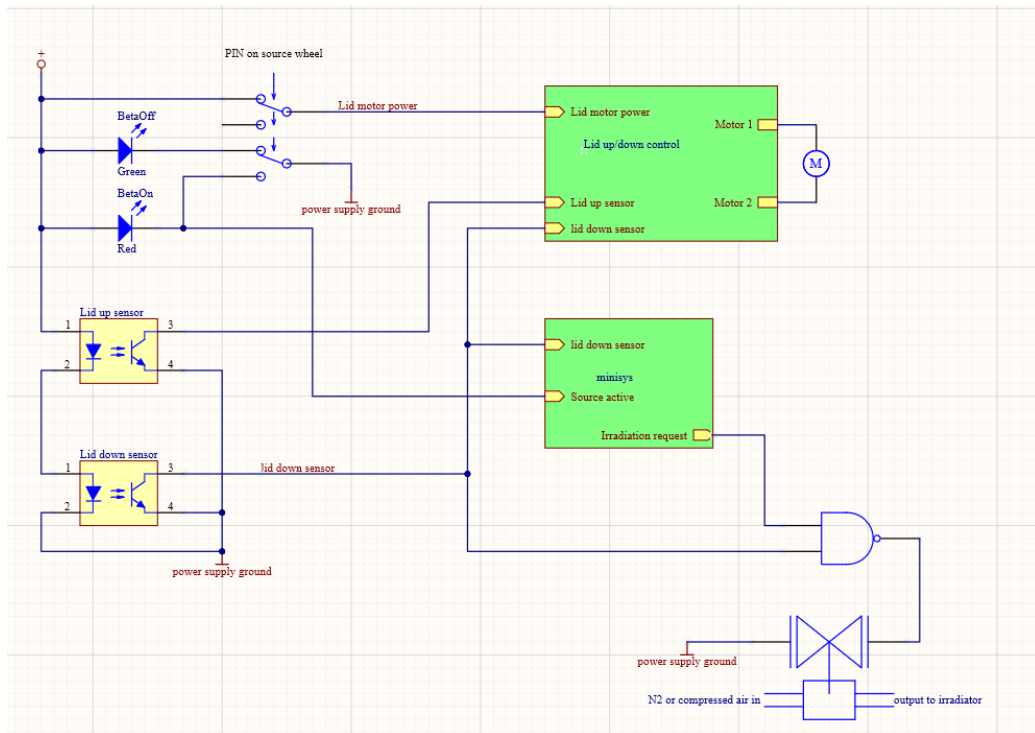 +
PIN on source wheel
Lid motor power
Lid motor power
Motor 1
BetaOff
Lid up/down control
M
Green
BetaOn
power supply ground
Lid up sensor
Motor 2
lid down sensor
Red
Lid up sensor
1
3
2
4
lid down sensor
minisys
Source active
Irradiation request
Lid down sensor
1
3
lid down sensor
2
4
power supply ground
power supply ground
N2 or compressed air in
output to irradiator